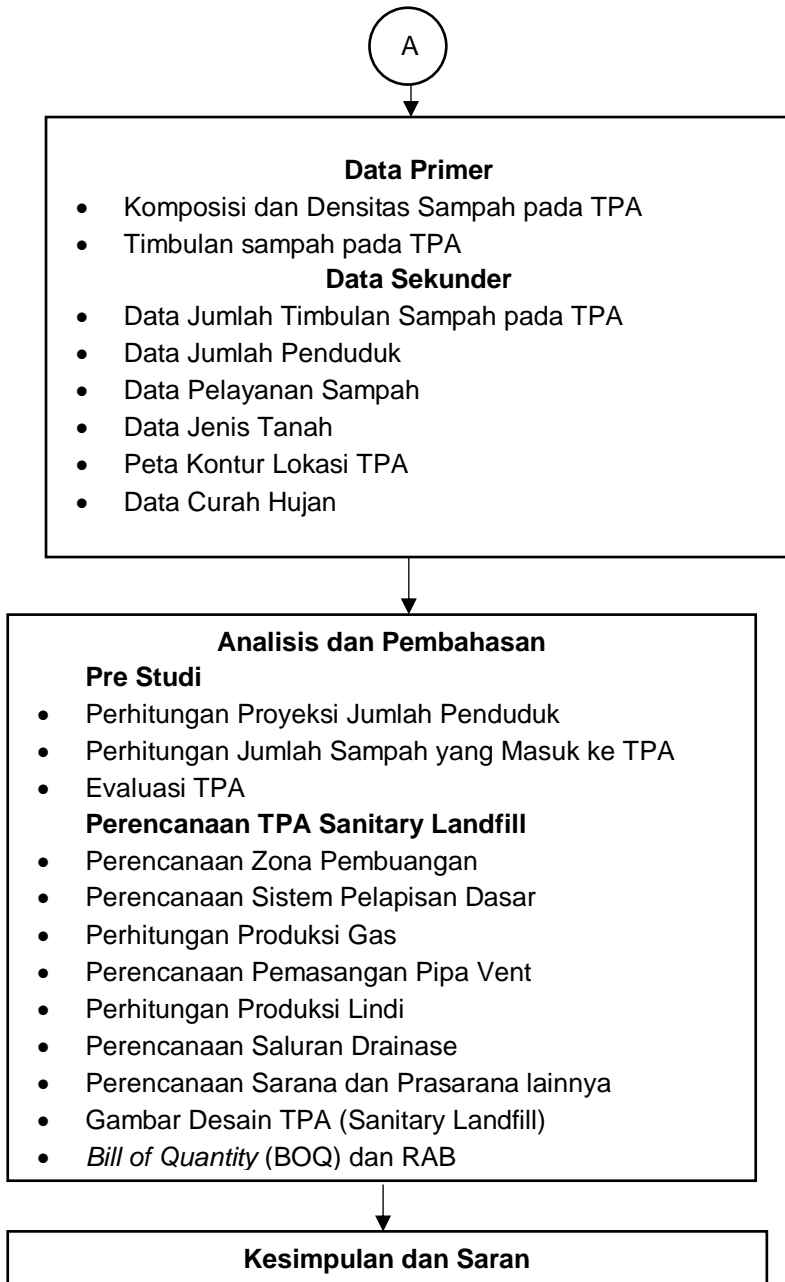 A
Data Primer
• Komposisi dan Densitas Sampah pada TPA
• Timbulan sampah pada TPA
Data Sekunder
• Data Jumlah Timbulan Sampah pada TPA
• Data Jumlah Penduduk
• Data Pelayanan Sampah
• Data Jenis Tanah
• Peta Kontur Lokasi TPA
• Data Curah Hujan
Analisis dan Pembahasan
Pre Studi
• Perhitungan Proyeksi Jumlah Penduduk
• Perhitungan Jumlah Sampah yang Masuk ke TPA
• Evaluasi TPA
Perencanaan TPA Sanitary Landfill
• Perencanaan Zona Pembuangan
• Perencanaan Sistem Pelapisan Dasar
• Perhitungan Produksi Gas
• Perencanaan Pemasangan Pipa Vent
• Perhitungan Produksi Lindi
• Perencanaan Saluran Drainase
• Perencanaan Sarana dan Prasarana lainnya
• Gambar Desain TPA (Sanitary Landfill)
• Bill of Quantity (BOQ) dan RAB
Kesimpulan dan Saran